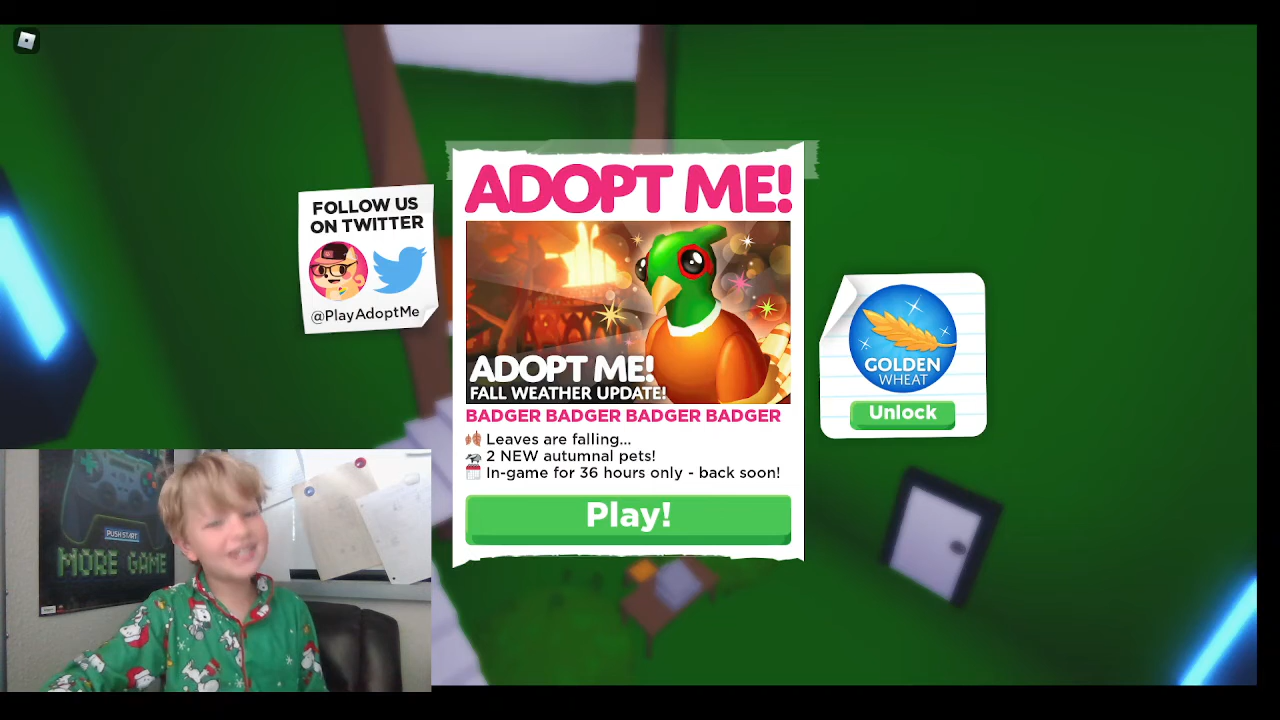 FOLLOW US
ON TWITTER
@PlayAdoptMe
ADOPT ME!
ADOPT ME!
FALL WEATHER UPDATE!
BADGER BADGER BADGER BADGER
Leaves are falling...
2 NEW autumnal pets!
In-game for 36 hours only - back soon!
Play!
GOLDEN
WHEAT
Unlock
PUSH START
MORE GAME